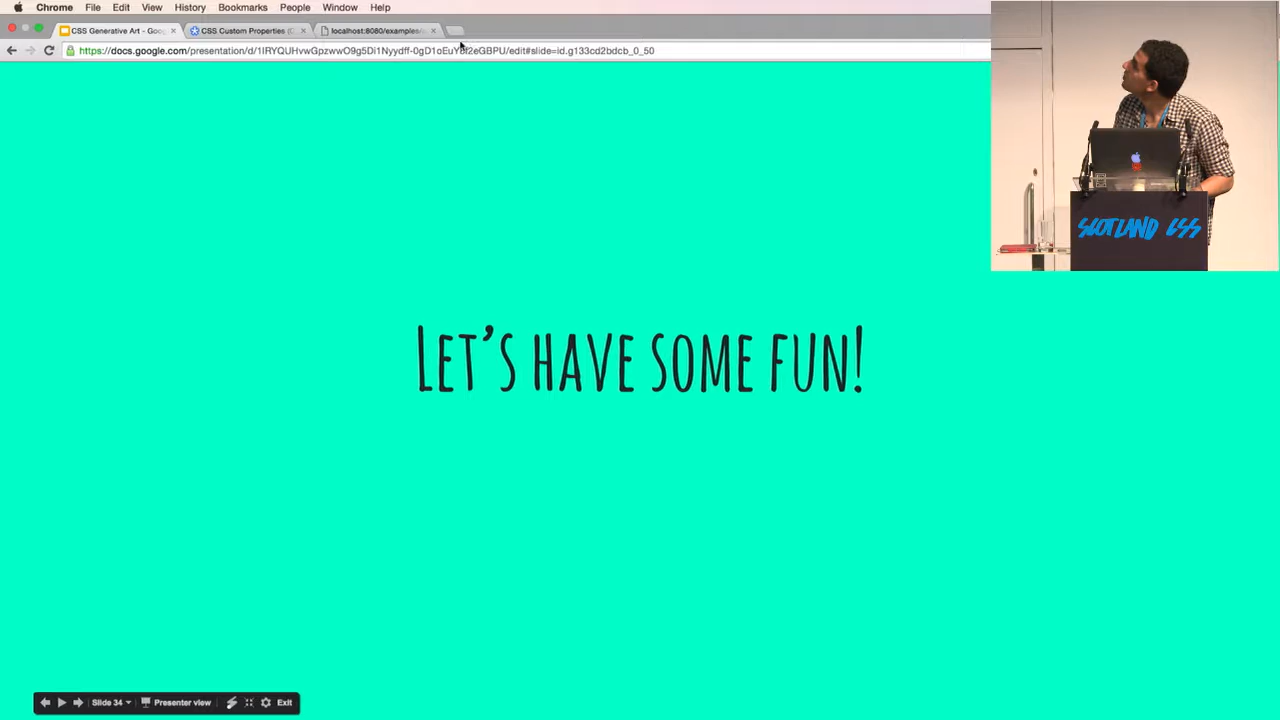 Chrome File Edit View History Bookmarks People Window Help
CSS Generative Art - Goog
CSS Custom Properties (C
localhost:8080/examples/
LET'S HAVE SOME FUN!
SCOTLAND CSS
Slide 34 Presenter view Exit